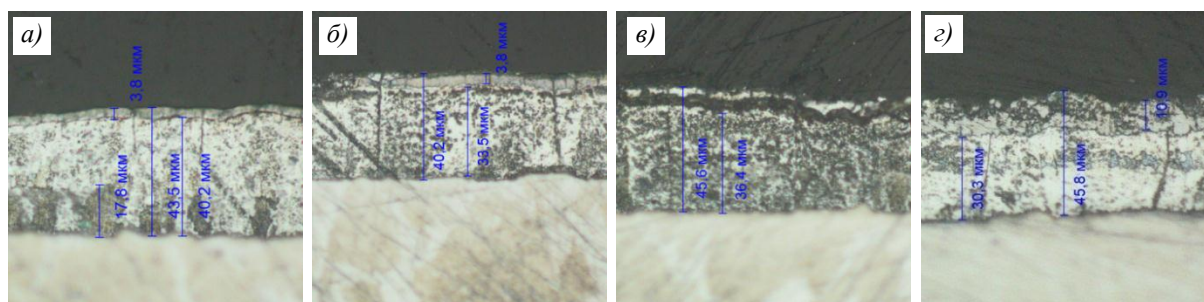 а)
3,8 мкм
17,8 мкм
43,5 мкм
40,2 мкм
б)
3,8 мкм
40,2 мкм
33,5 мкм
в)
45,6 мкм
36,4 мкм
г)
10,9 мкм
30,3 мкм
45,8 мкм